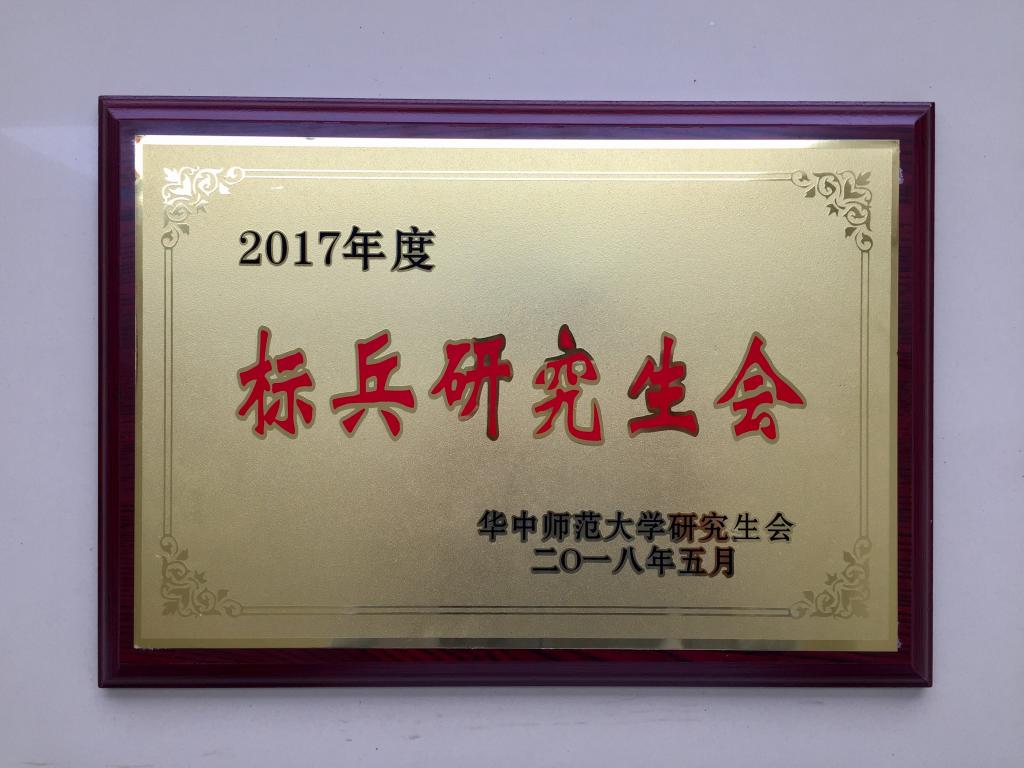 2017年度
标兵研究生会
华中师范大学研究生会
二〇一八年五月